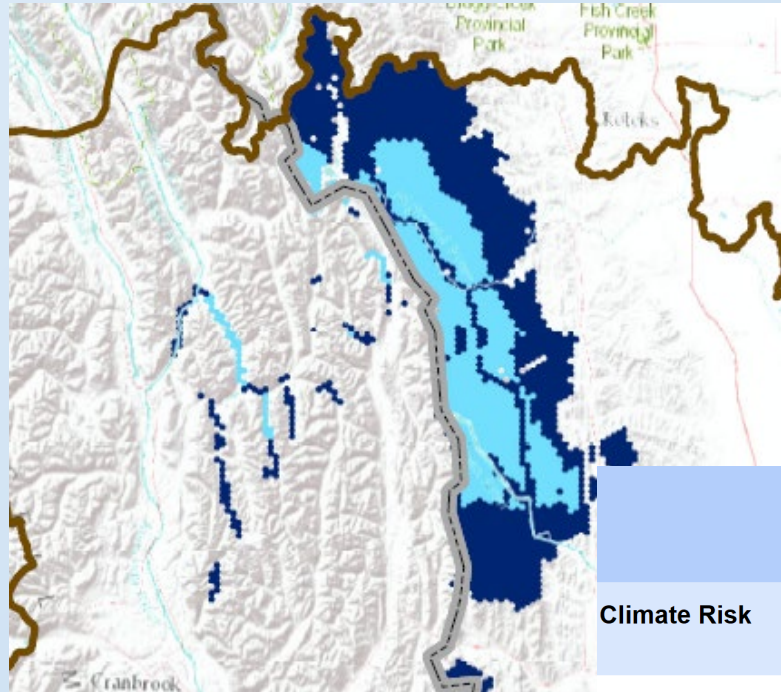 Provincial
Park
Fish Creek
Provincial
Park
Cranbrook
Climate Risk